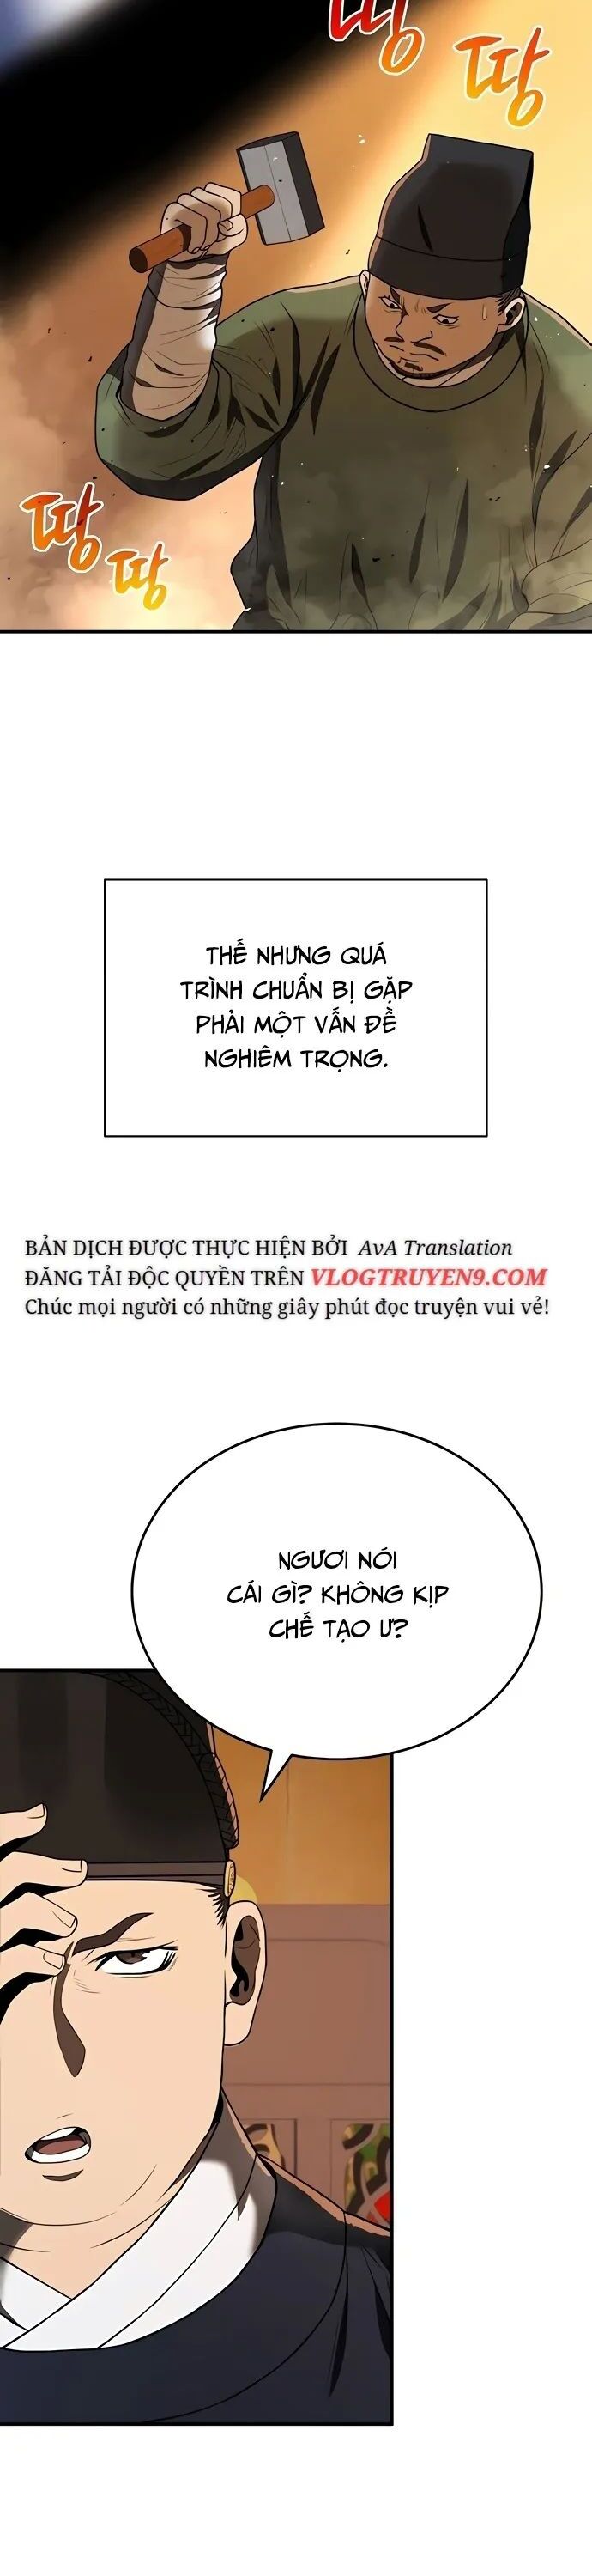 땅
땅
땅
땅
THẾ NHƯNG QUÁ
TRÌNH CHUẨN BỊ GẶP
PHẢI MỘT VẤN ĐỀ
NGHIÊM TRỌNG.
BẢN DỊCH ĐƯỢC THỰC HIỆN BỞI AvA Translation
ĐĂNG TẢI ĐỘC QUYỀN TRÊN VLOGTRUYEN9.COM
Chúc mọi người có những giây phút đọc truyện vui vẻ!
NGƯƠI NÓI
CÁI GÌ? KHÔNG KỊP
CHẾ TẠO Ư?